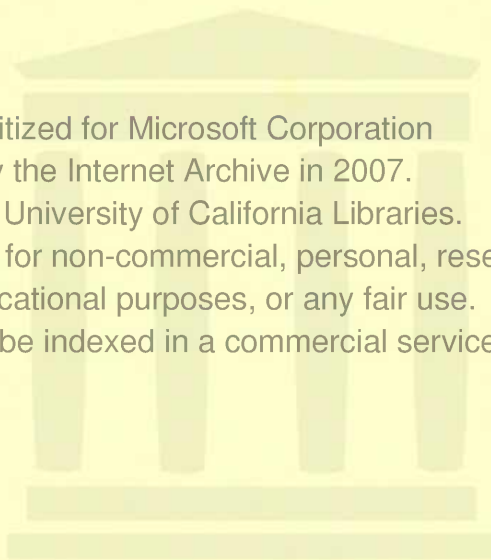 itized for Microsoft Corporation
the Internet Archive in 2007.
University of California Libraries.
for non-commercial, personal,
cational purposes, or any fair use.
be indexed in a commercial service